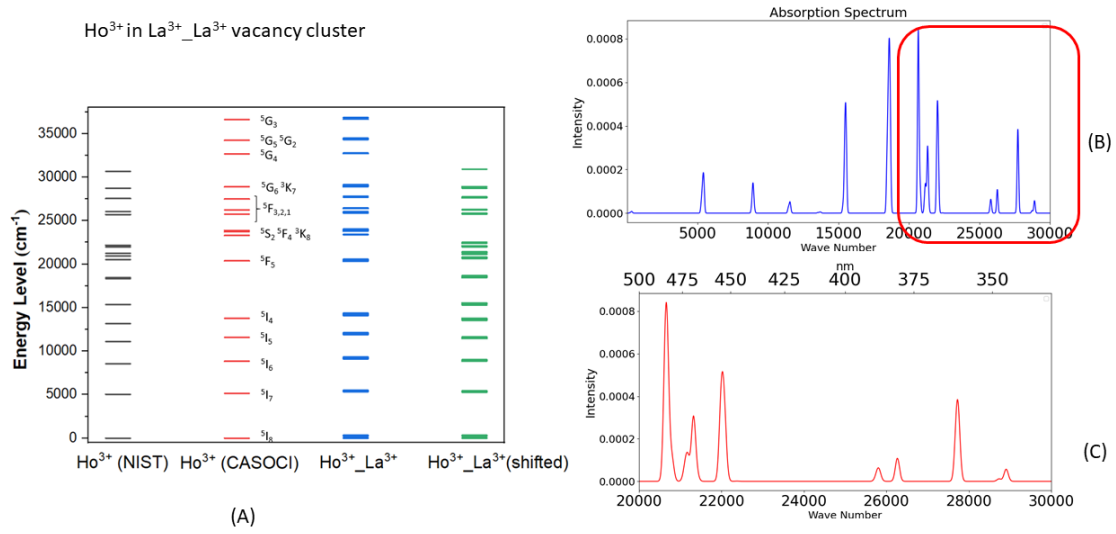 Ho³⁺ in La³⁺_La³⁺ vacancy cluster
Energy Level (cm⁻¹)
35000
30000
25000
20000
15000
10000
5000
0
⁵G₃
⁵G₅ ⁵G₂
⁵G₄
⁵G₆ ³K₇
⁵F₃,₂,₁
⁵S₂ ⁵F₄ ³K₈
⁵F₅
⁵I₄
⁵I₅
⁵I₆
⁵I₇
⁵I₈
Ho³⁺ (NIST) Ho³⁺ (CASOCI) Ho³⁺_La³⁺ Ho³⁺_La³⁺(shifted)
(A)
Absorption Spectrum
Intensity
0.0008
0.0006
0.0004
0.0002
0.0000
5000 10000 15000 20000 25000 30000
Wave Number
(B)
nm
500 475 450 425 400 375 350
Intensity
0.0008
0.0006
0.0004
0.0002
0.0000
20000 22000 24000 26000 28000 30000
Wave Number
(C)